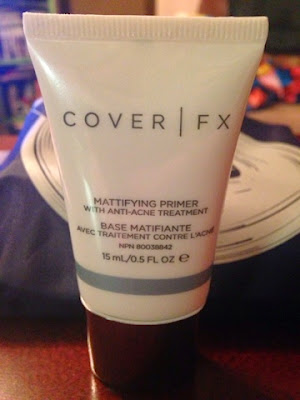 COVER | FX
MATTIFYING PRIMER
WITH ANTI-ACNE TREATMENT
BASE MATIFIANTE
AVEC TRAITEMENT CONTRE L'ACNÉ
NPN 80038842
15 mL/0.5 FL OZ ℮